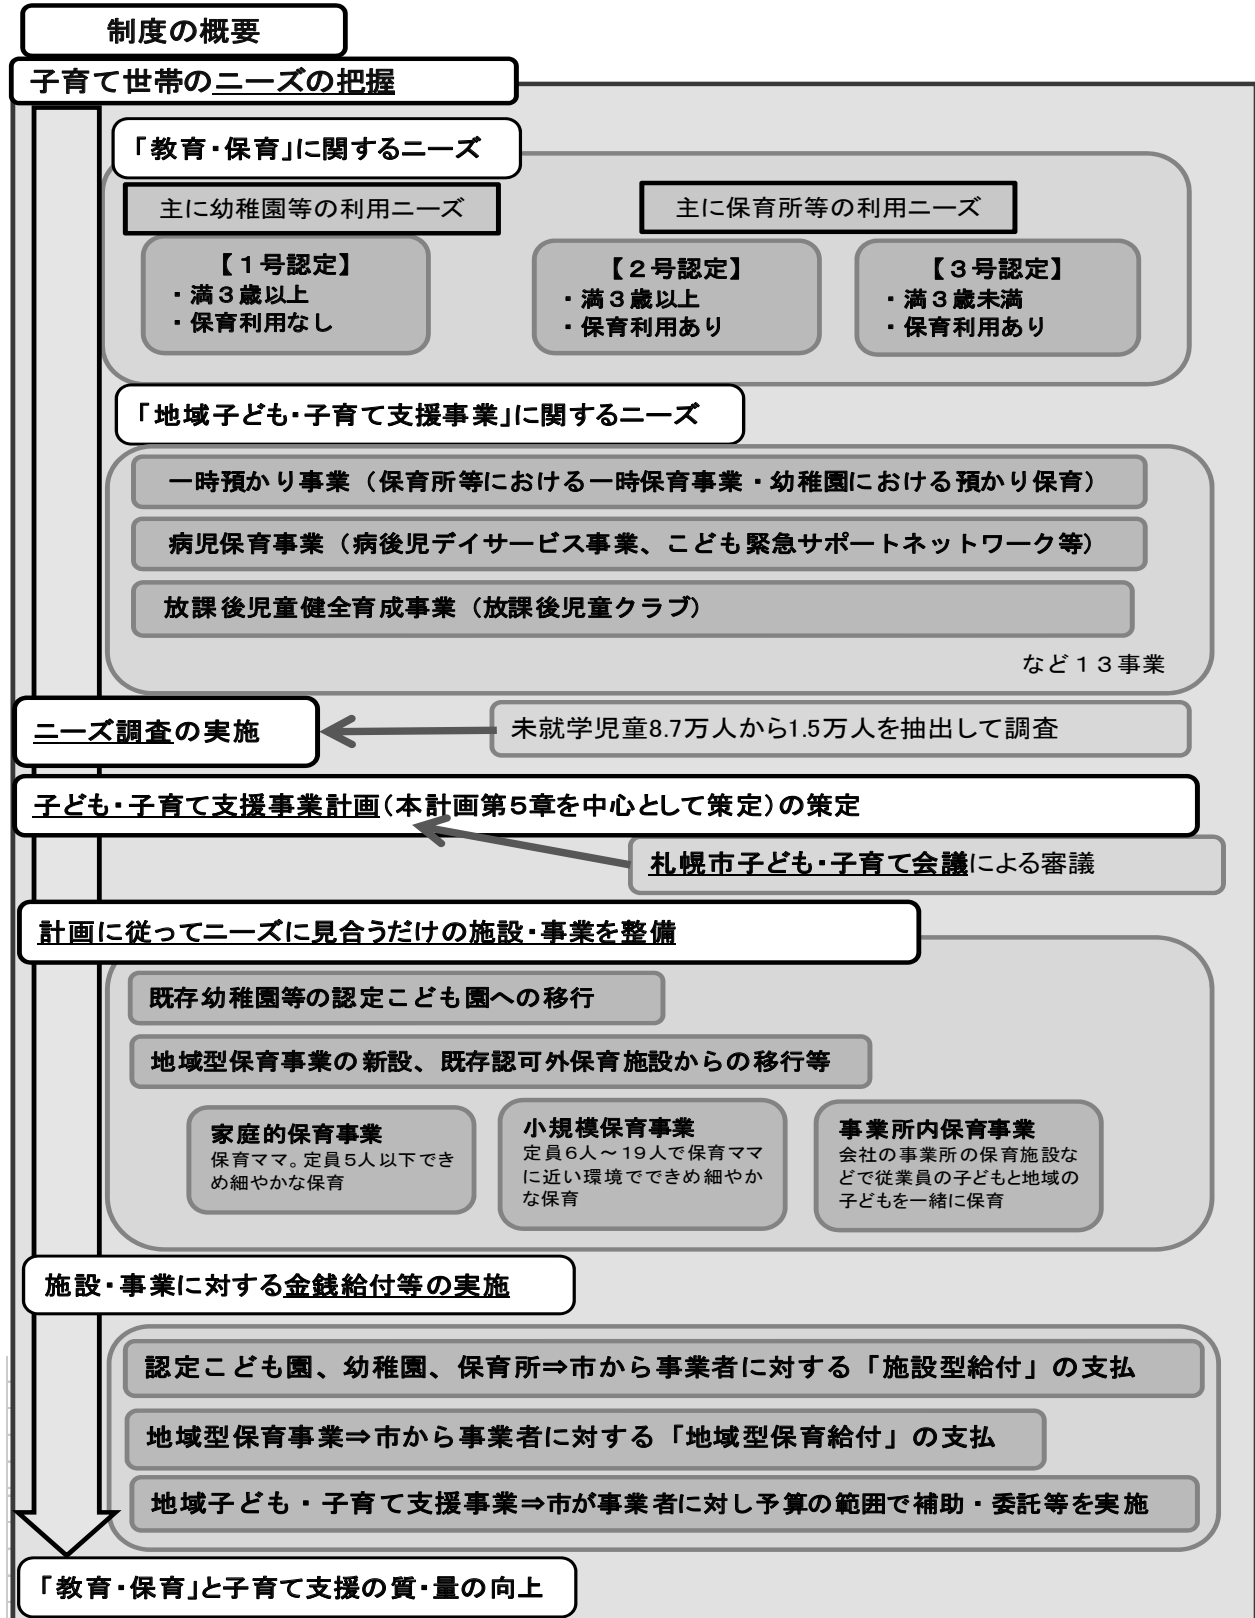 制度の概要
子育て世帯のニーズの把握
「教育・保育」に関するニーズ
主に幼稚園等の利用ニーズ
主に保育所等の利用ニーズ
【１号認定】
・満３歳以上
・保育利用なし
【２号認定】
・満３歳以上
・保育利用あり
【３号認定】
・満３歳未満
・保育利用あり
「地域子ども・子育て支援事業」に関するニーズ
一時預かり事業（保育所等における一時保育事業・幼稚園における預かり保育）
病児保育事業（病後児デイサービス事業、こども緊急サポートネットワーク等）
放課後児童健全育成事業（放課後児童クラブ）
など１３事業
ニーズ調査の実施
未就学児童8.7万人から1.5万人を抽出して調査
子ども・子育て支援事業計画（本計画第５章を中心として策定）の策定
札幌市子ども・子育て会議による審議
計画に従ってニーズに見合うだけの施設・事業を整備
既存幼稚園等の認定こども園への移行
地域型保育事業の新設、既存認可外保育施設からの移行等
家庭的保育事業
保育ママ。定員５人以下でき
め細やかな保育
小規模保育事業
定員６人～１９人で保育ママ
に近い環境でできめ細やか
な保育
事業所内保育事業
会社の事業所の保育施設な
どで従業員の子どもと地域の
子どもを一緒に保育
施設・事業に対する金銭給付等の実施
認定こども園、幼稚園、保育所⇒市から事業者に対する「施設型給付」の支払
地域型保育事業⇒市から事業者に対する「地域型保育給付」の支払
地域子ども・子育て支援事業⇒市が事業者に対し予算の範囲で補助・委託等を実施
「教育・保育」と子育て支援の質・量の向上